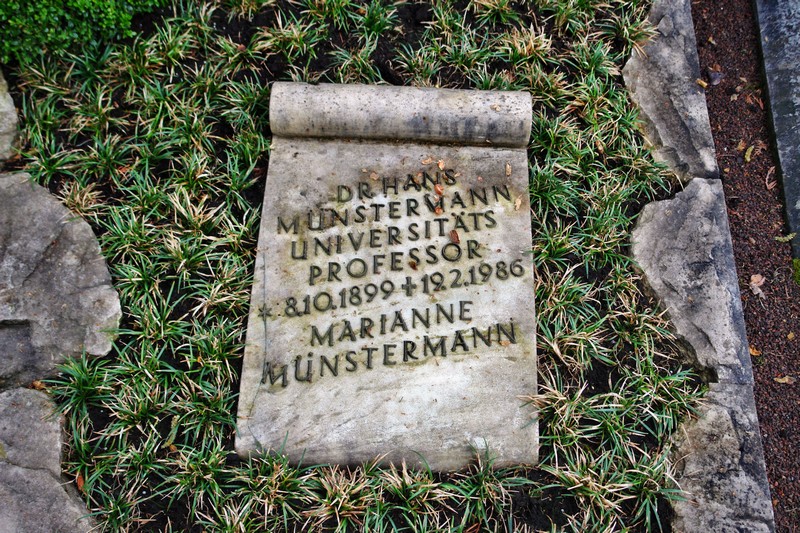 DR. HANS
MÜNSTERMANN
UNIVERSITÄTS
PROFESSOR
* 8.10.1899 ✝ 19.2.1986
MARIANNE
MÜNSTERMANN